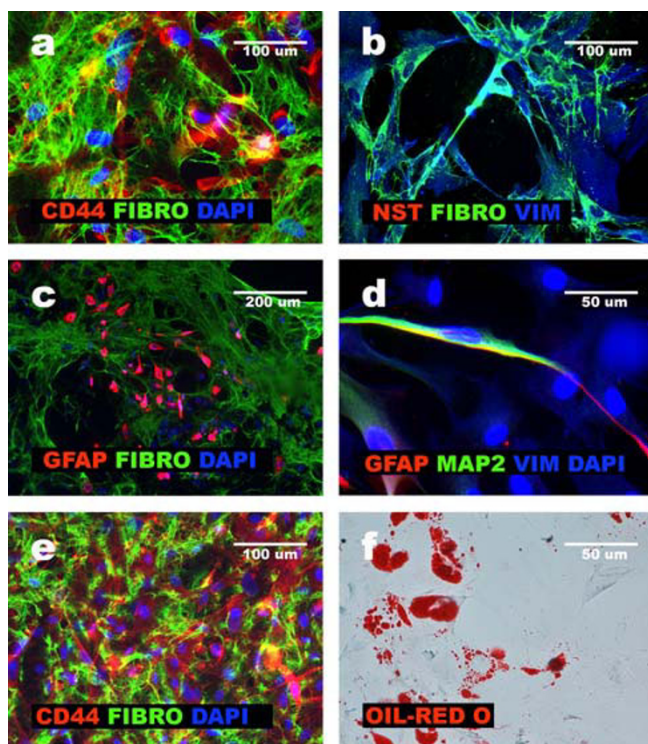 a
100 um
CD44 FIBRO DAPI
b
100 um
NST FIBRO VIM
c
200 um
GFAP FIBRO DAPI
d
50 um
GFAP MAP2 VIM DAPI
e
100 um
CD44 FIBRO DAPI
f
50 um
OIL-RED O